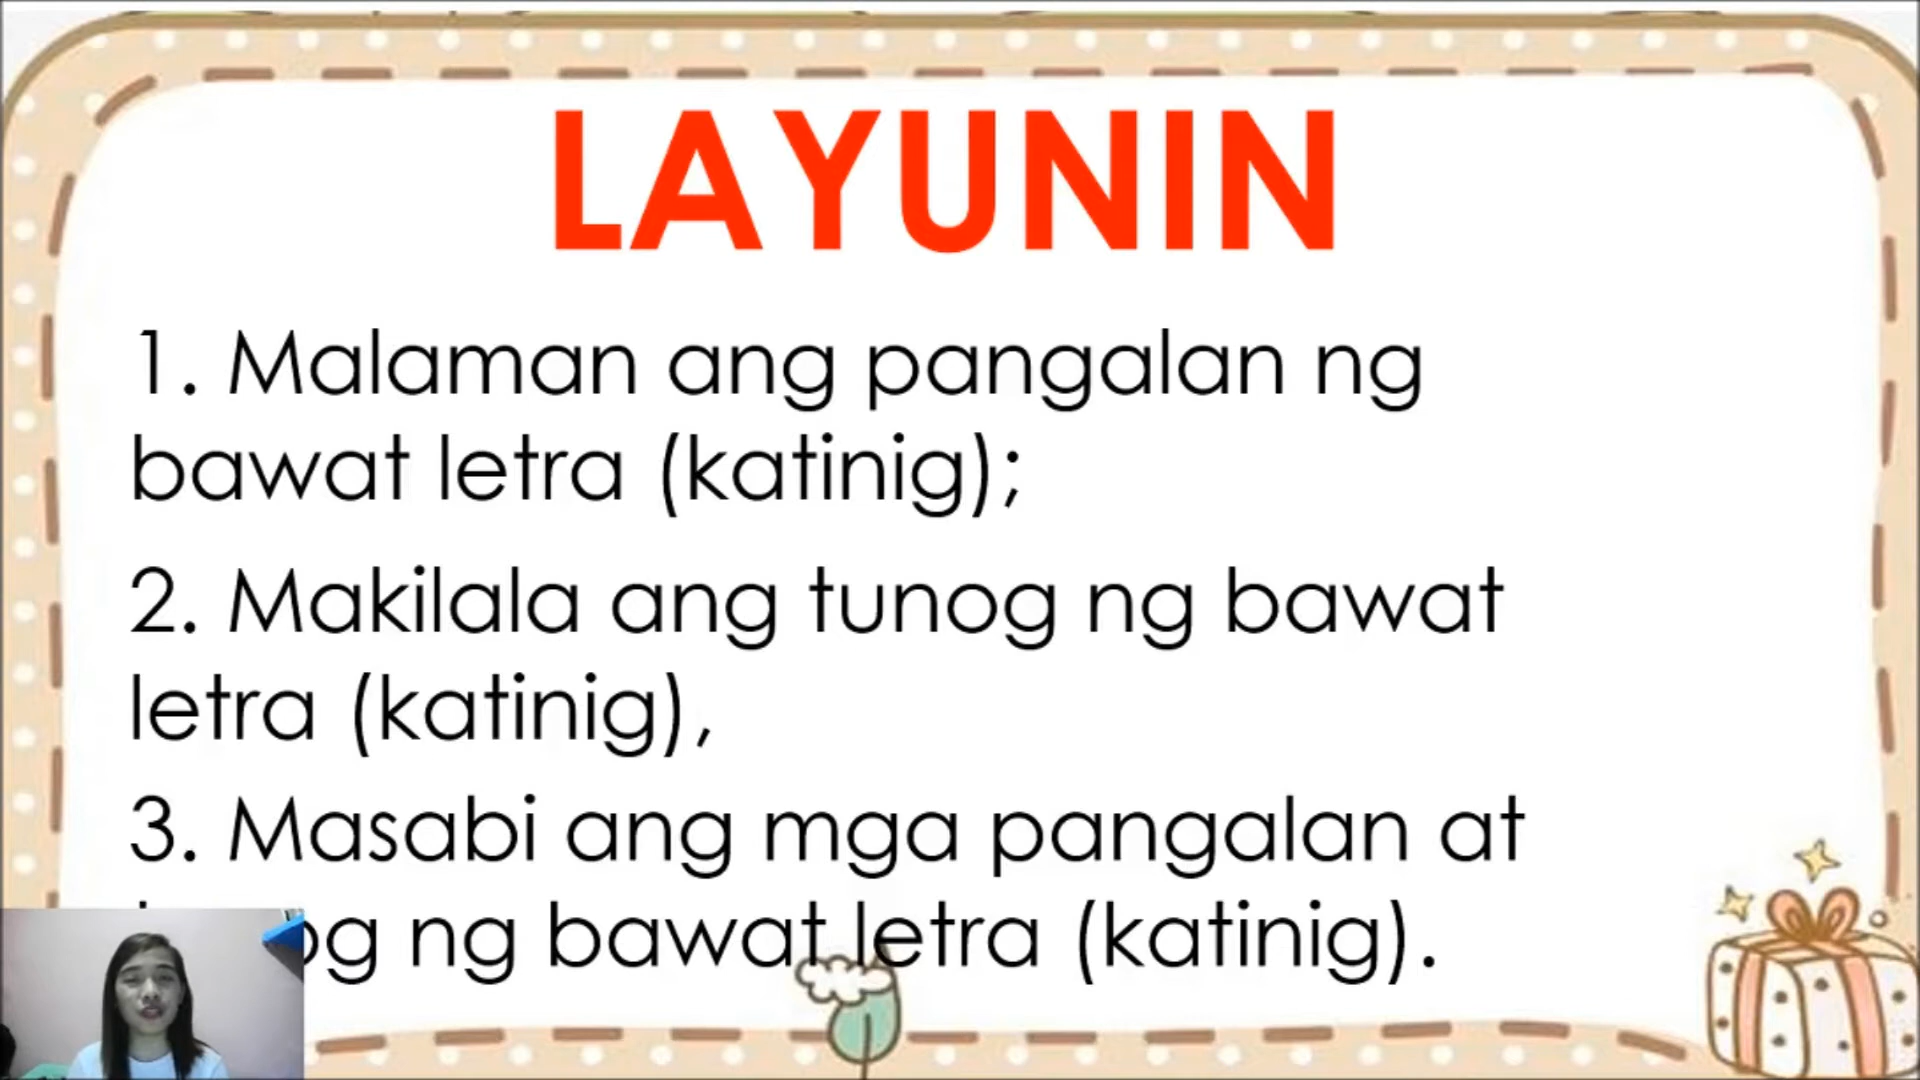 LAYUNIN
1. Malaman ang pangalan ng
bawat letra (katinig);
2. Makilala ang tunog ng bawat
letra (katinig),
3. Masabi ang mga pangalan at
ng bawat letra (katinig).